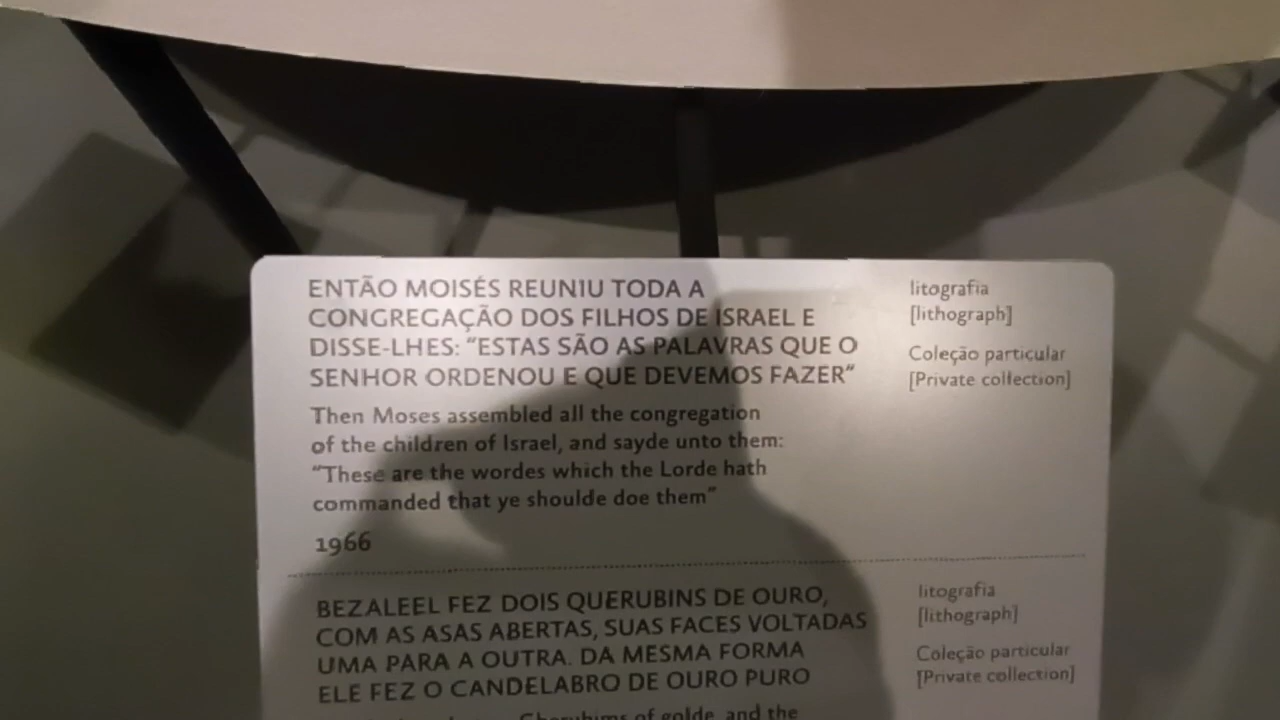 ENTÃO MOISÉS REUNIU TODA A
CONGREGAÇÃO DOS FILHOS DE ISRAEL E
DISSE-LHES: “ESTAS SÃO AS PALAVRAS QUE O
SENHOR ORDENOU E QUE DEVEMOS FAZER”
Then Moses assembled all the congregation
of the children of Israel, and sayde unto them:
“These are the wordes which the Lorde hath
commanded that ye shoulde doe them”
1966
litografia
[lithograph]
Coleção particular
[Private collection]
BEZALEEL FEZ DOIS QUERUBINS DE OURO,
COM AS ASAS ABERTAS, SUAS FACES VOLTADAS
UMA PARA A OUTRA. DA MESMA FORMA
ELE FEZ O CANDELABRO DE OURO PURO
Cherubims of golde, and the
litografia
[lithograph]
Coleção particular
[Private collection]